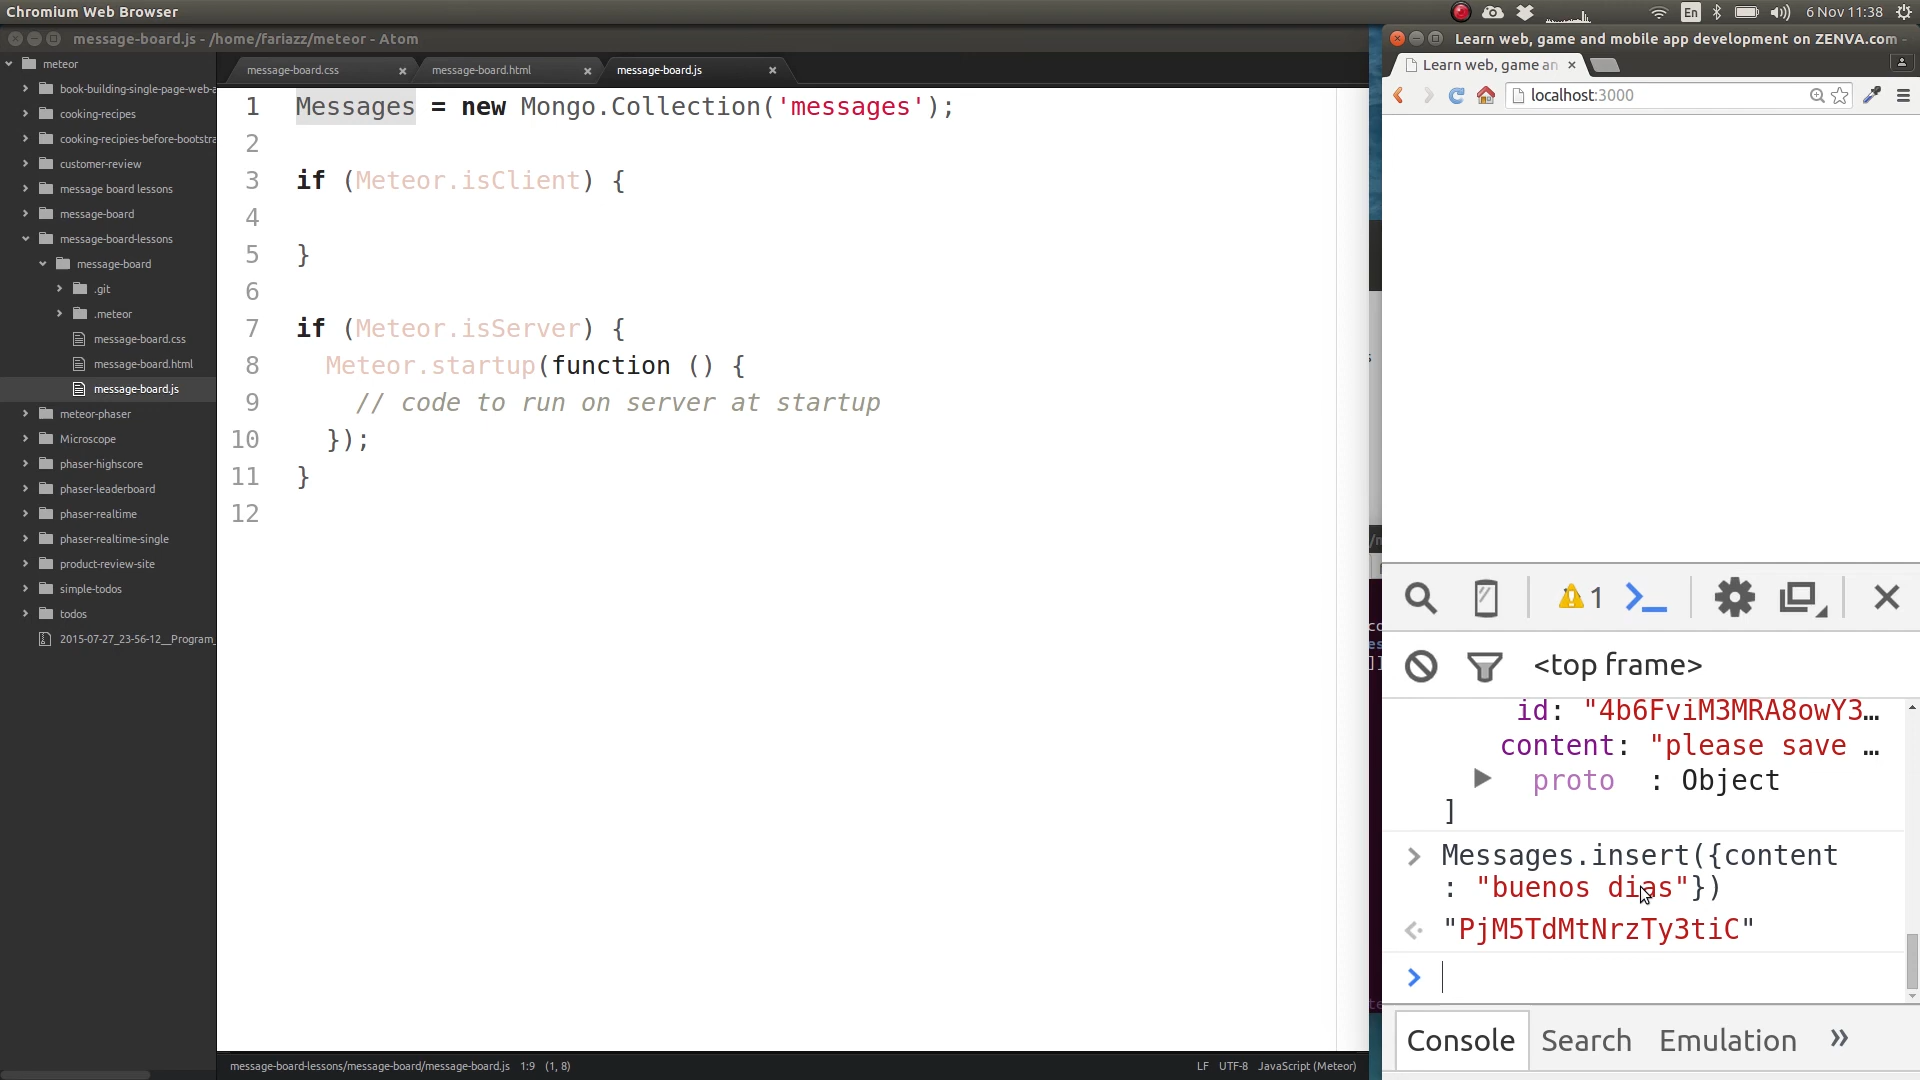 Chromium Web Browser
En
6 Nov 11:38
message-board.js - /home/fariazz/meteor - Atom
meteor
book-building-single-page-web-a
cooking-recipes
cooking-recipies-before-bootstra
customer-review
message board lessons
message-board
message-board-lessons
message-board
.git
.meteor
message-board.css
message-board.html
message-board.js
meteor-phaser
Microscope
phaser-highscore
phaser-leaderboard
phaser-realtime
phaser-realtime-single
product-review-site
simple-todos
todos
2015-07-27_23-56-12__Program_
message-board.css
message-board.html
message-board.js
1 Messages = new Mongo.Collection('messages');
2
3 if (Meteor.isClient) {
4
5 }
6
7 if (Meteor.isServer) {
8 Meteor.startup(function () {
9 // code to run on server at startup
10 });
11 }
12
message-board-lessons/message-board/message-board.js 1:9 (1, 8)
LF UTF-8 JavaScript (Meteor)
Learn web, game and mobile app development on ZENVA.com -
Learn web, game an
localhost:3000
1
<top frame>
id: "4b6FviM3MRA8owY3…
content: "please save …
proto : Object
]
Messages.insert({content
: "buenos dias"})
"PjM5TdMtNrzTy3tiC"
Console Search Emulation »